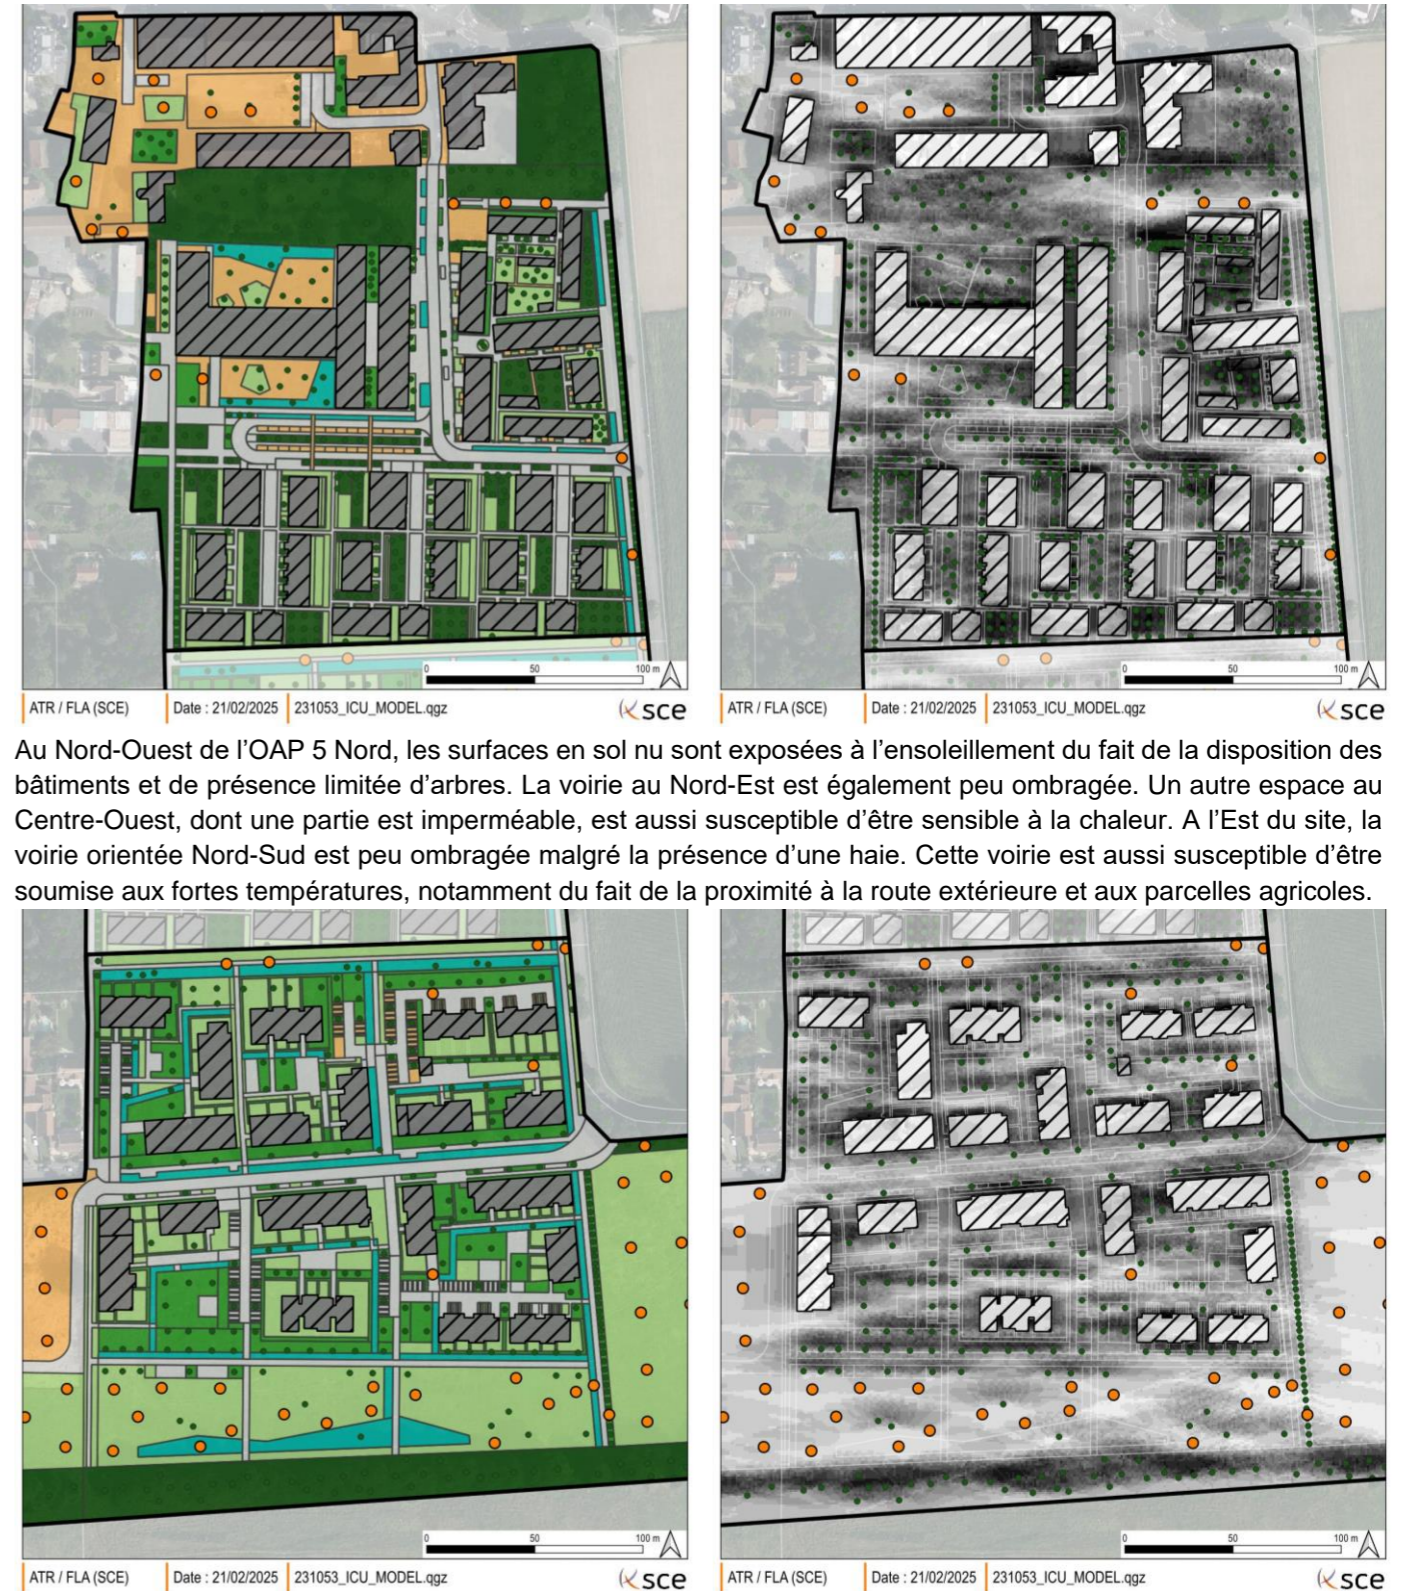 0 50 100 m
0 50 100 m
ATR / FLA (SCE) Date : 21/02/2025 231053_ICU_MODEL.qgz sce
ATR / FLA (SCE) Date : 21/02/2025 231053_ICU_MODEL.qgz sce
Au Nord-Ouest de l’OAP 5 Nord, les surfaces en sol nu sont exposées à l’ensoleillement du fait de la disposition des
bâtiments et de présence limitée d’arbres. La voirie au Nord-Est est également peu ombragée. Un autre espace au
Centre-Ouest, dont une partie est imperméable, est aussi susceptible d’être sensible à la chaleur. A l’Est du site, la
voirie orientée Nord-Sud est peu ombragée malgré la présence d’une haie. Cette voirie est aussi susceptible d’être
soumise aux fortes températures, notamment du fait de la proximité à la route extérieure et aux parcelles agricoles.
0 50 100 m
0 50 100 m
ATR / FLA (SCE) Date : 21/02/2025 231053_ICU_MODEL.qgz sce
ATR / FLA (SCE) Date : 21/02/2025 231053_ICU_MODEL.qgz sce